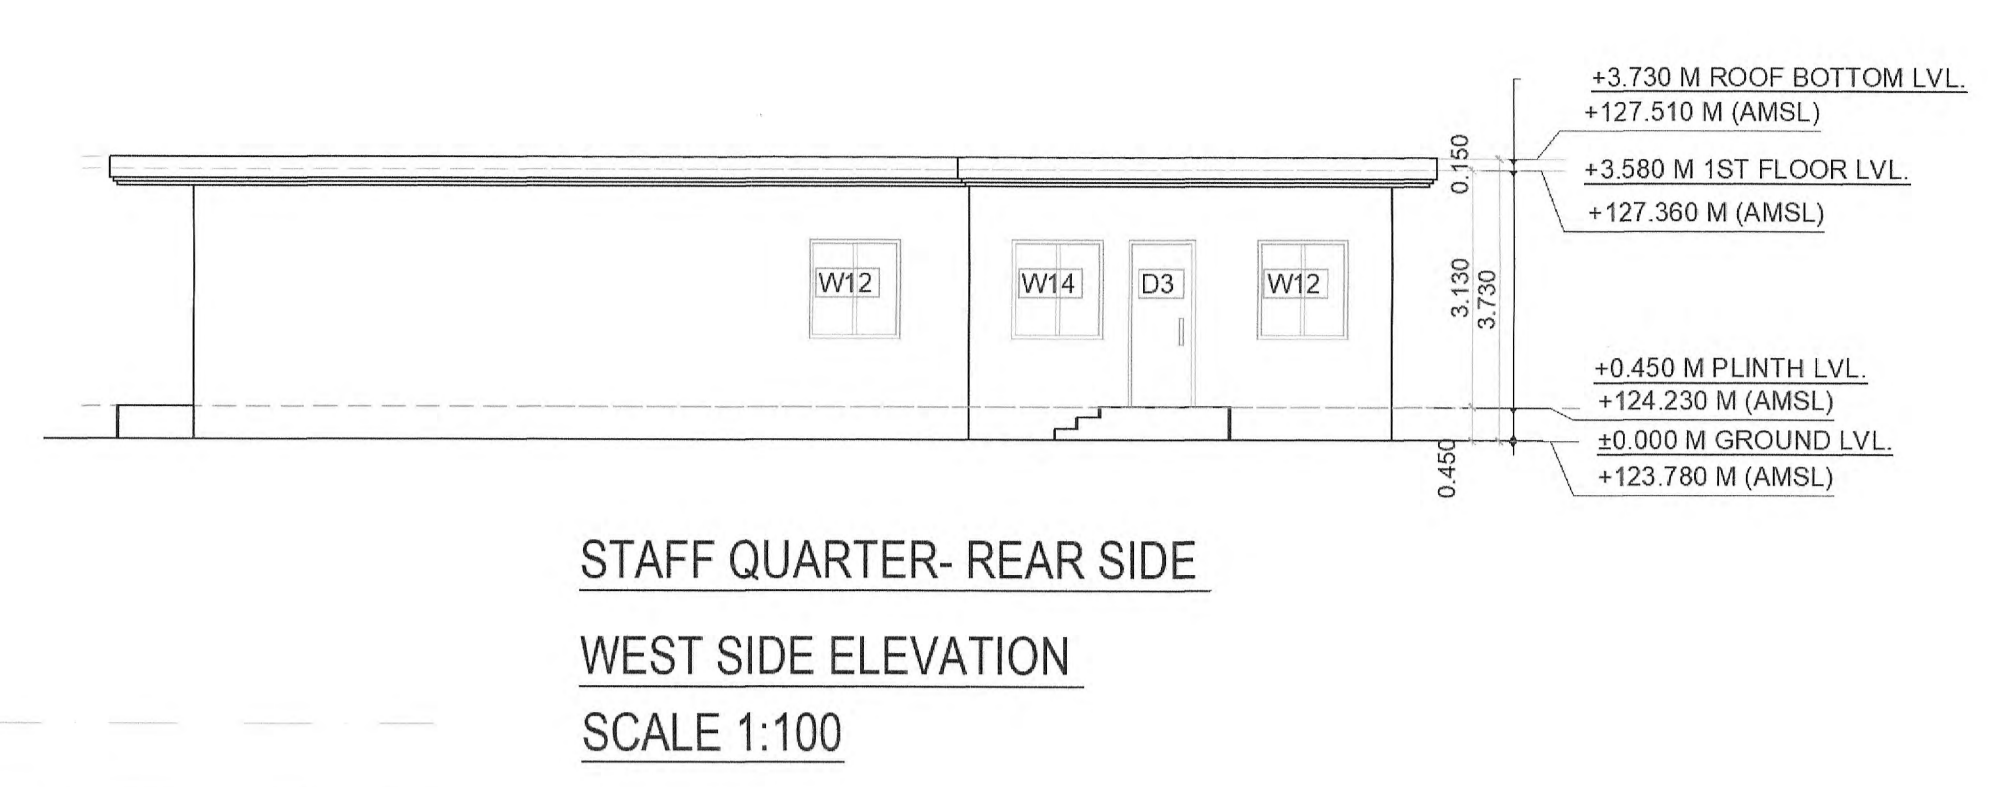 +3.730 M ROOF BOTTOM LVL.
+127.510 M (AMSL)
0.150
+3.580 M 1ST FLOOR LVL.
+127.360 M (AMSL)
W12
W14
D3
W12
3.130
3.730
+0.450 M PLINTH LVL.
+124.230 M (AMSL)
±0.000 M GROUND LVL.
+123.780 M (AMSL)
0.450
STAFF QUARTER- REAR SIDE
WEST SIDE ELEVATION
SCALE 1:100